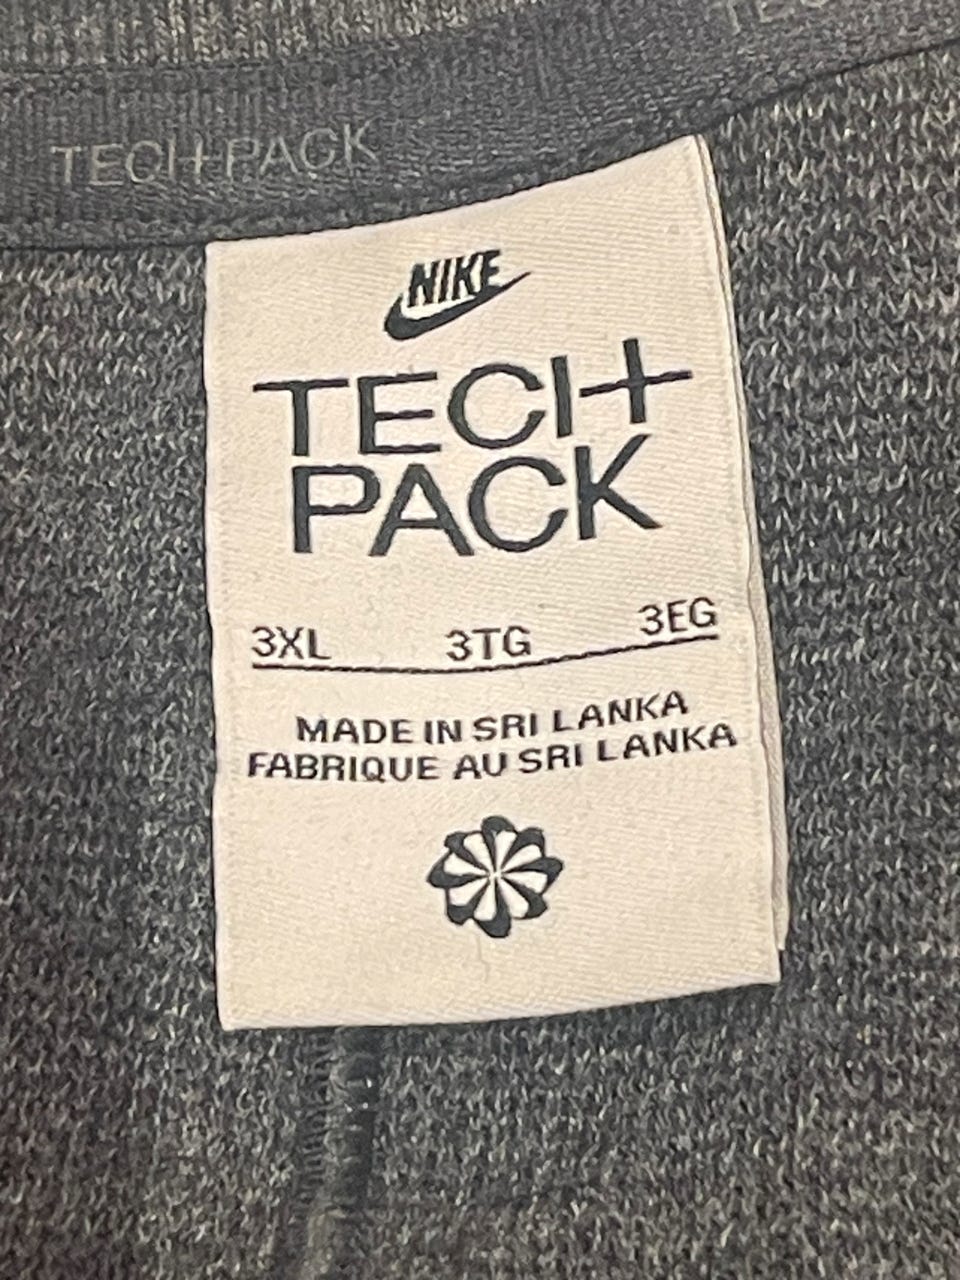 TECH PACK
NIKE
TECH
PACK
3XL 3TG 3EG
MADE IN SRI LANKA
FABRIQUE AU SRI LANKA